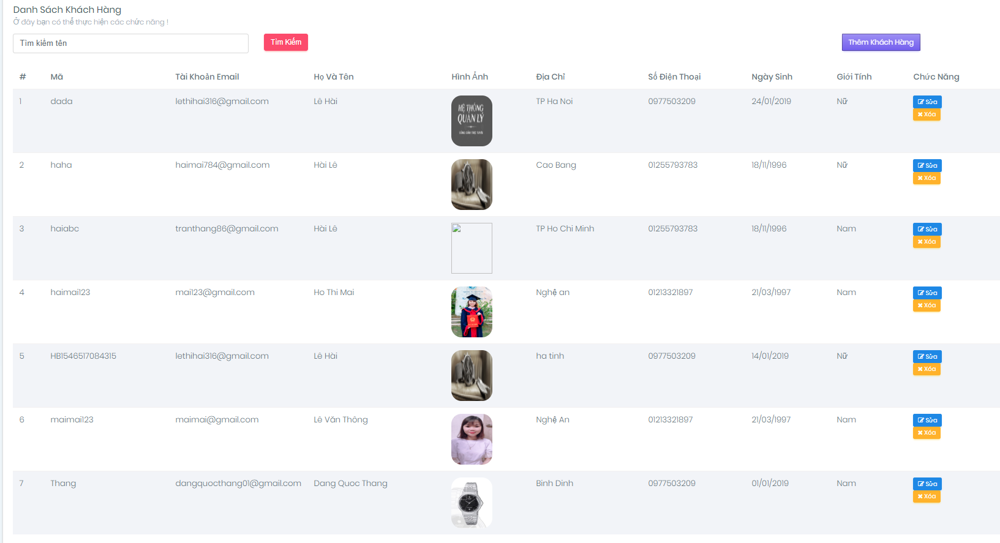 Danh Sách Khách Hàng
Ở đây bạn có thể thực hiện các chức năng !
Tìm kiếm tên
Tìm Kiếm
Thêm Khách Hàng
# Mã Tài Khoản Email Họ Và Tên Hình Ảnh Địa Chỉ Số Điện Thoại Ngày Sinh Giới Tính Chức Năng
1 dada lethihai316@gmail.com Lê Hài TP Ha Noi 0977503209 24/01/2019 Nữ Sửa
Xóa
HỆ THỐNG
QUẢN LÝ
2 haha haimai784@gmail.com Hài Lê Cao Bang 01255793783 18/11/1996 Nữ Sửa
Xóa
3 haiabc tranthang86@gmail.com Hài Lê TP Ho Chi Minh 01255793783 18/11/1996 Nam Sửa
Xóa
4 haimai123 mai123@gmail.com Ho Thi Mai Nghệ an 01213321897 21/03/1997 Nam Sửa
Xóa
5 HB1546517084315 lethihai316@gmail.com Lê Hài ha tinh 0977503209 14/01/2019 Nữ Sửa
Xóa
6 maimai123 maimai@gmail.com Lê Văn Thông Nghệ An 01213321897 21/03/1997 Nam Sửa
Xóa
7 Thang dangquocthang01@gmail.com Dang Quoc Thang Binh Dinh 0977503209 01/01/2019 Nam Sửa
Xóa